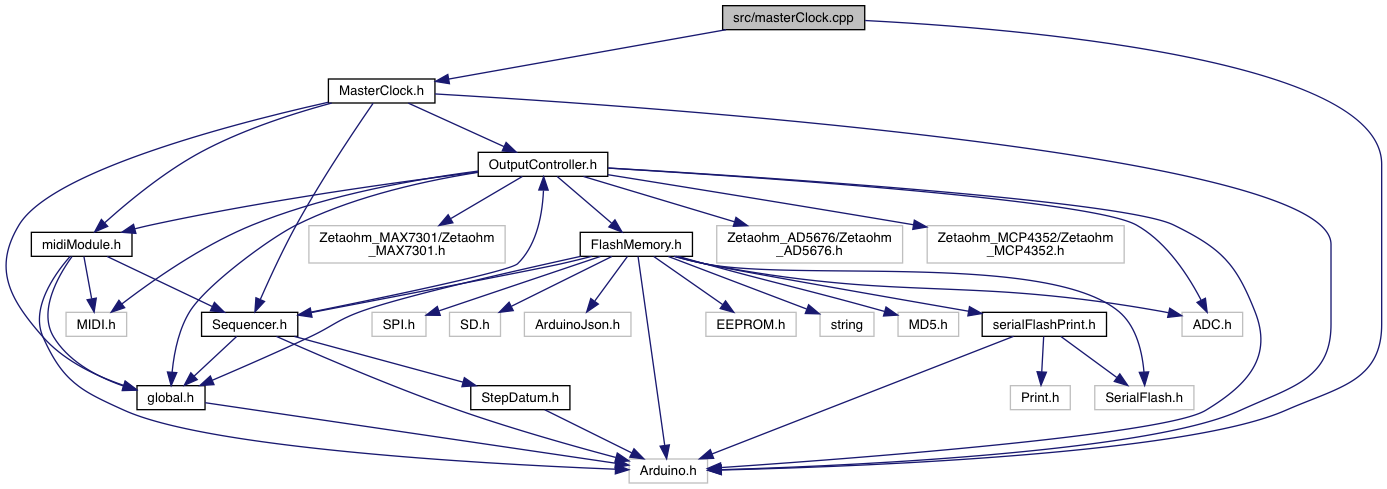 src/masterClock.cpp
MasterClock.h
OutputController.h
midiModule.h
Zetaohm_MAX7301/Zetaohm
_MAX7301.h
FlashMemory.h
Zetaohm_AD5676/Zetaohm
_AD5676.h
Zetaohm_MCP4352/Zetaohm
_MCP4352.h
MIDI.h
Sequencer.h
SPI.h
SD.h
ArduinoJson.h
EEPROM.h
string
MD5.h
serialFlashPrint.h
ADC.h
global.h
StepDatum.h
Print.h
SerialFlash.h
Arduino.h